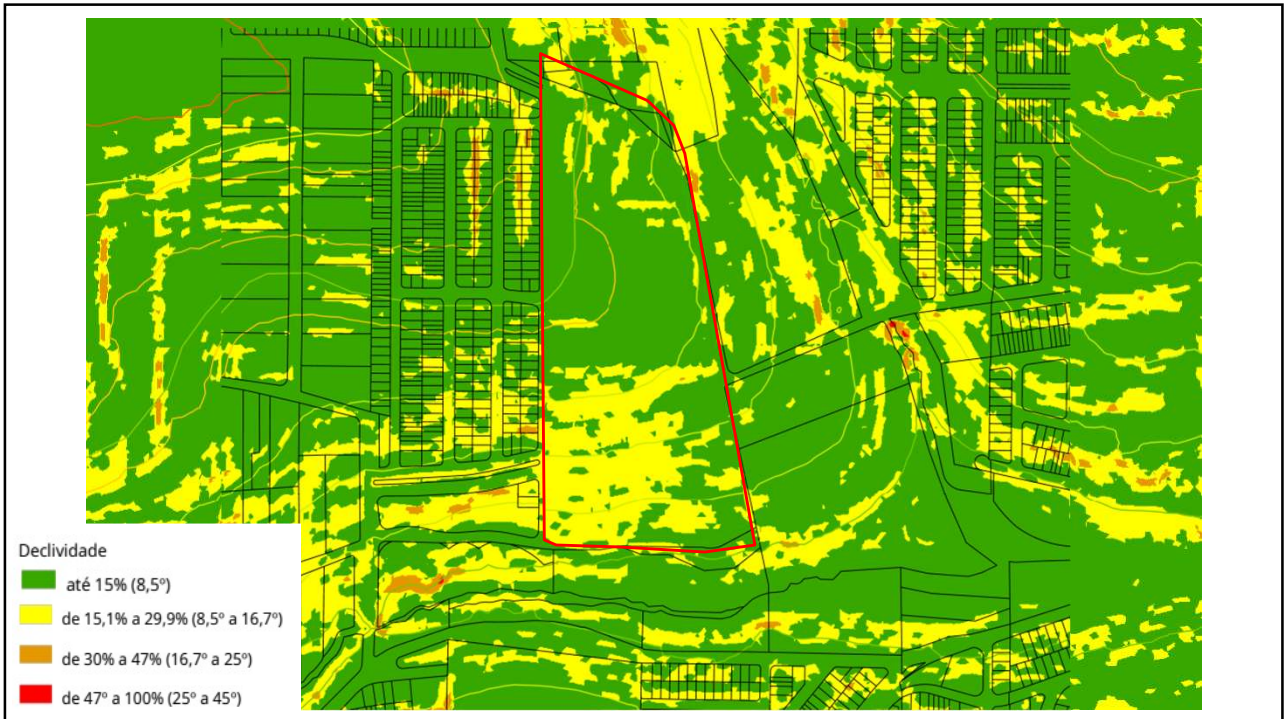 Declividade
até 15% (8,5º)
de 15,1% a 29,9% (8,5º a 16,7º)
de 30% a 47% (16,7º a 25º)
de 47º a 100% (25º a 45º)